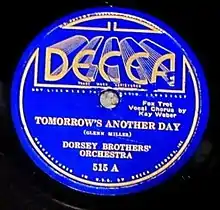 DECCA
Fox Trot
Vocal Chorus by
Kay Weber
TOMORROW'S ANOTHER DAY
(GLENN MILLER)
DORSEY BROTHERS'
ORCHESTRA
515 A